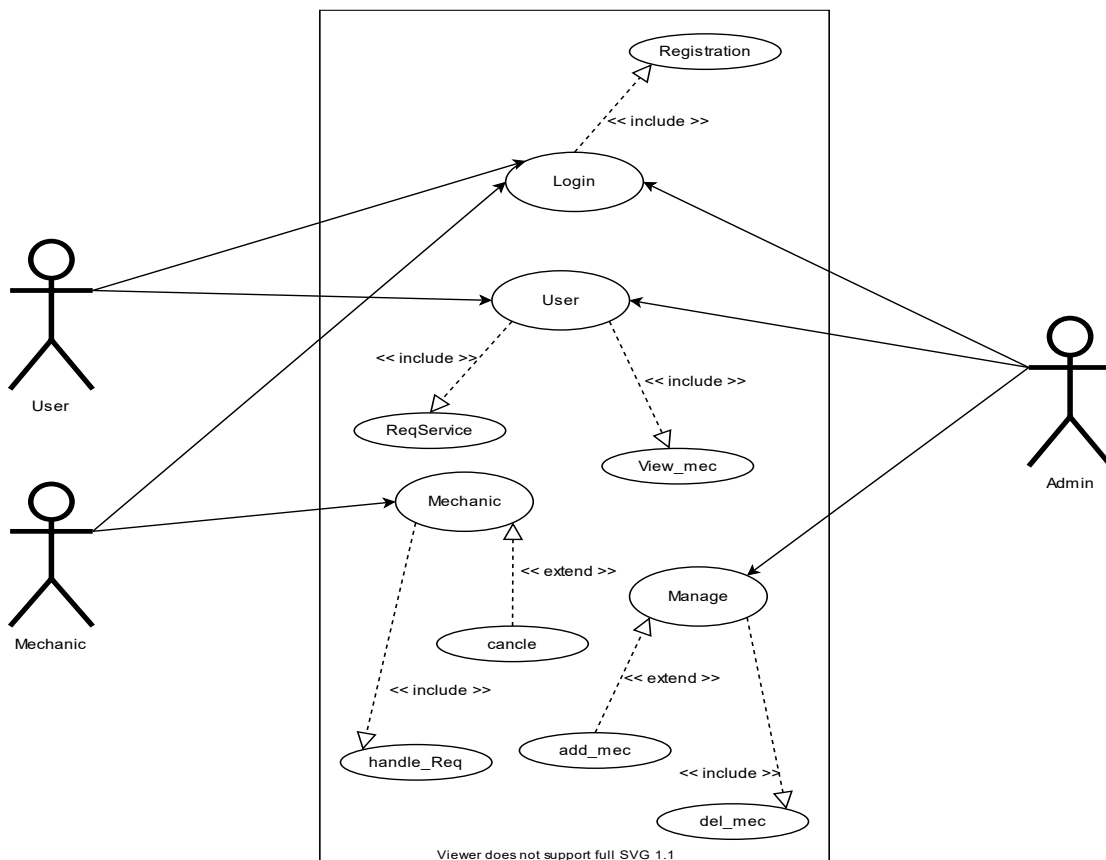 Registration
<< include >>
Login
User
<< include >>
<< include >>
User
ReqService
View_mec
Admin
Mechanic
<< extend >>
Manage
Mechanic
cancle
<< extend >>
<< include >>
add_mec
handle_Req
<< include >>
del_mec
Viewer does not support full SVG 1.1